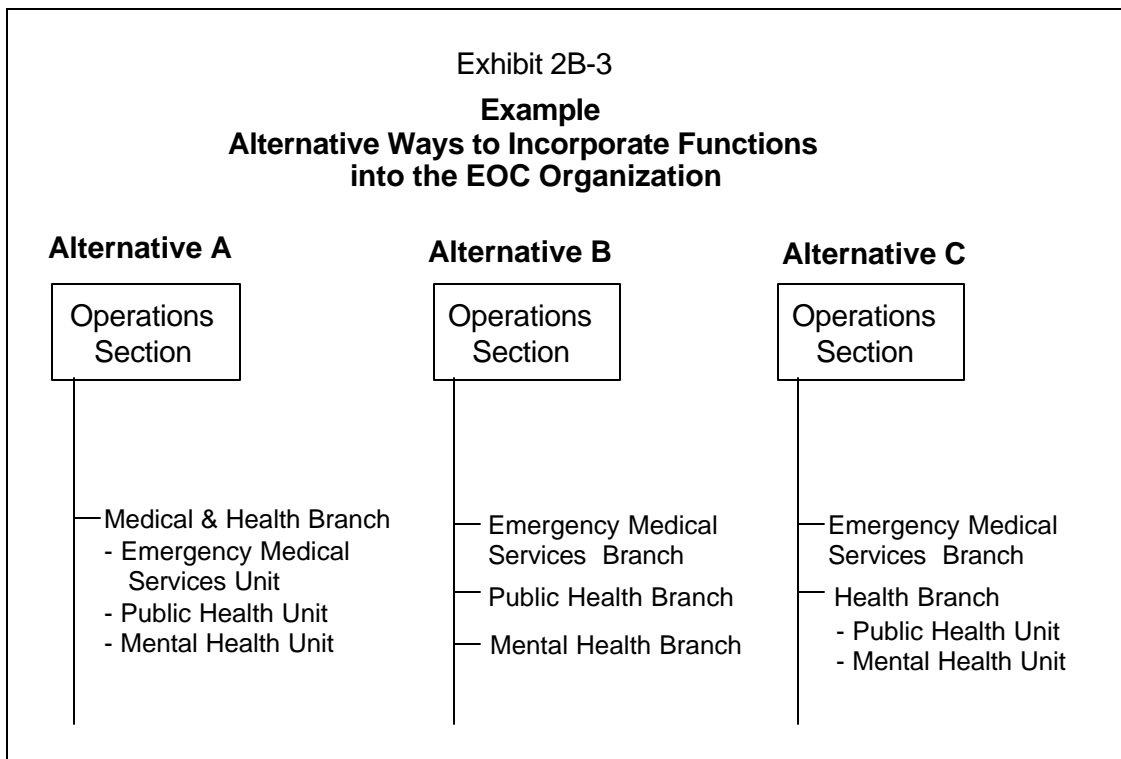 Exhibit 2B-3
Example
Alternative Ways to Incorporate Functions
into the EOC Organization
Alternative A
Operations
Section
Medical & Health Branch
- Emergency Medical
Services Unit
- Public Health Unit
- Mental Health Unit
Alternative B
Operations
Section
Emergency Medical
Services Branch
Public Health Branch
Mental Health Branch
Alternative C
Operations
Section
Emergency Medical
Services Branch
Health Branch
- Public Health Unit
- Mental Health Unit